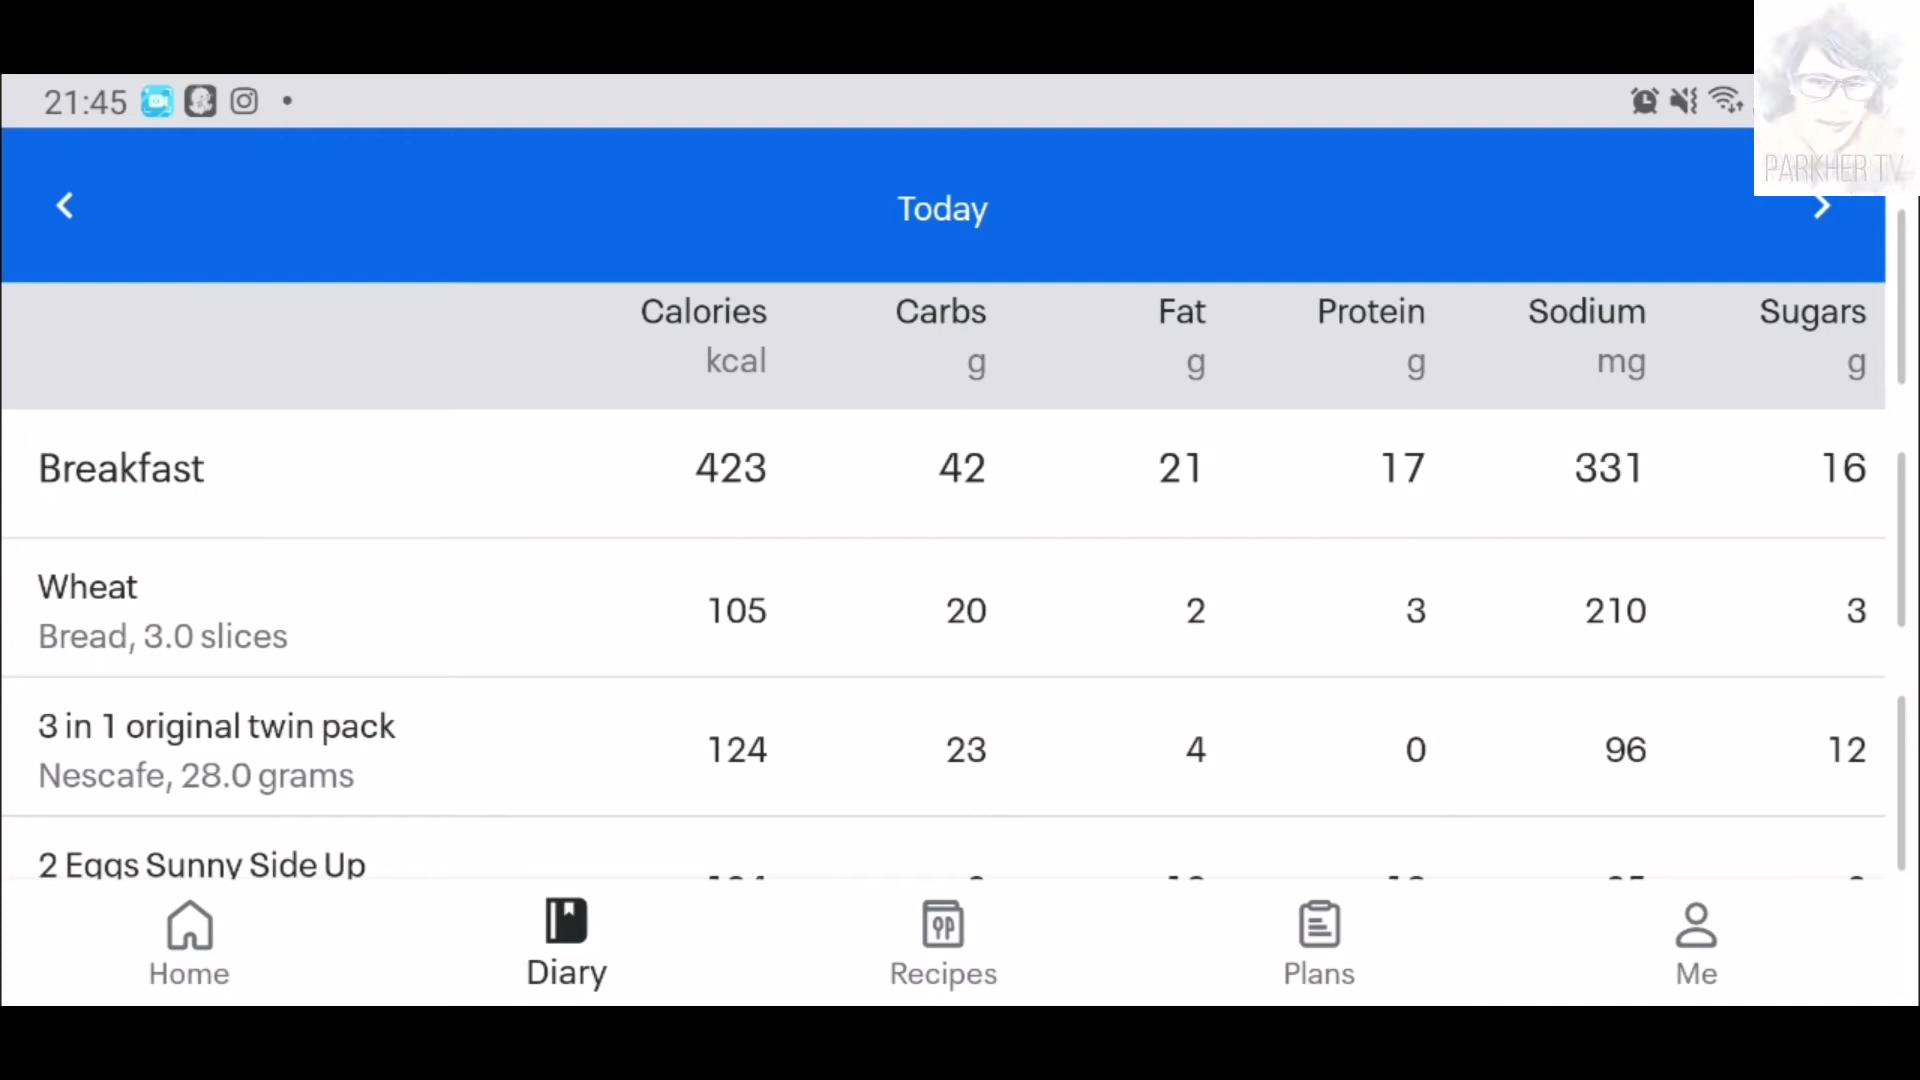 21:45
PARKHER TV
Today
Calories Carbs Fat Protein Sodium Sugars
kcal g g g mg g
Breakfast 423 42 21 17 331 16
Wheat
Bread, 3.0 slices
105 20 2 3 210 3
3 in 1 original twin pack
Nescafe, 28.0 grams
124 23 4 0 96 12
2 Eggs Sunny Side Up
Home Diary Recipes Plans Me